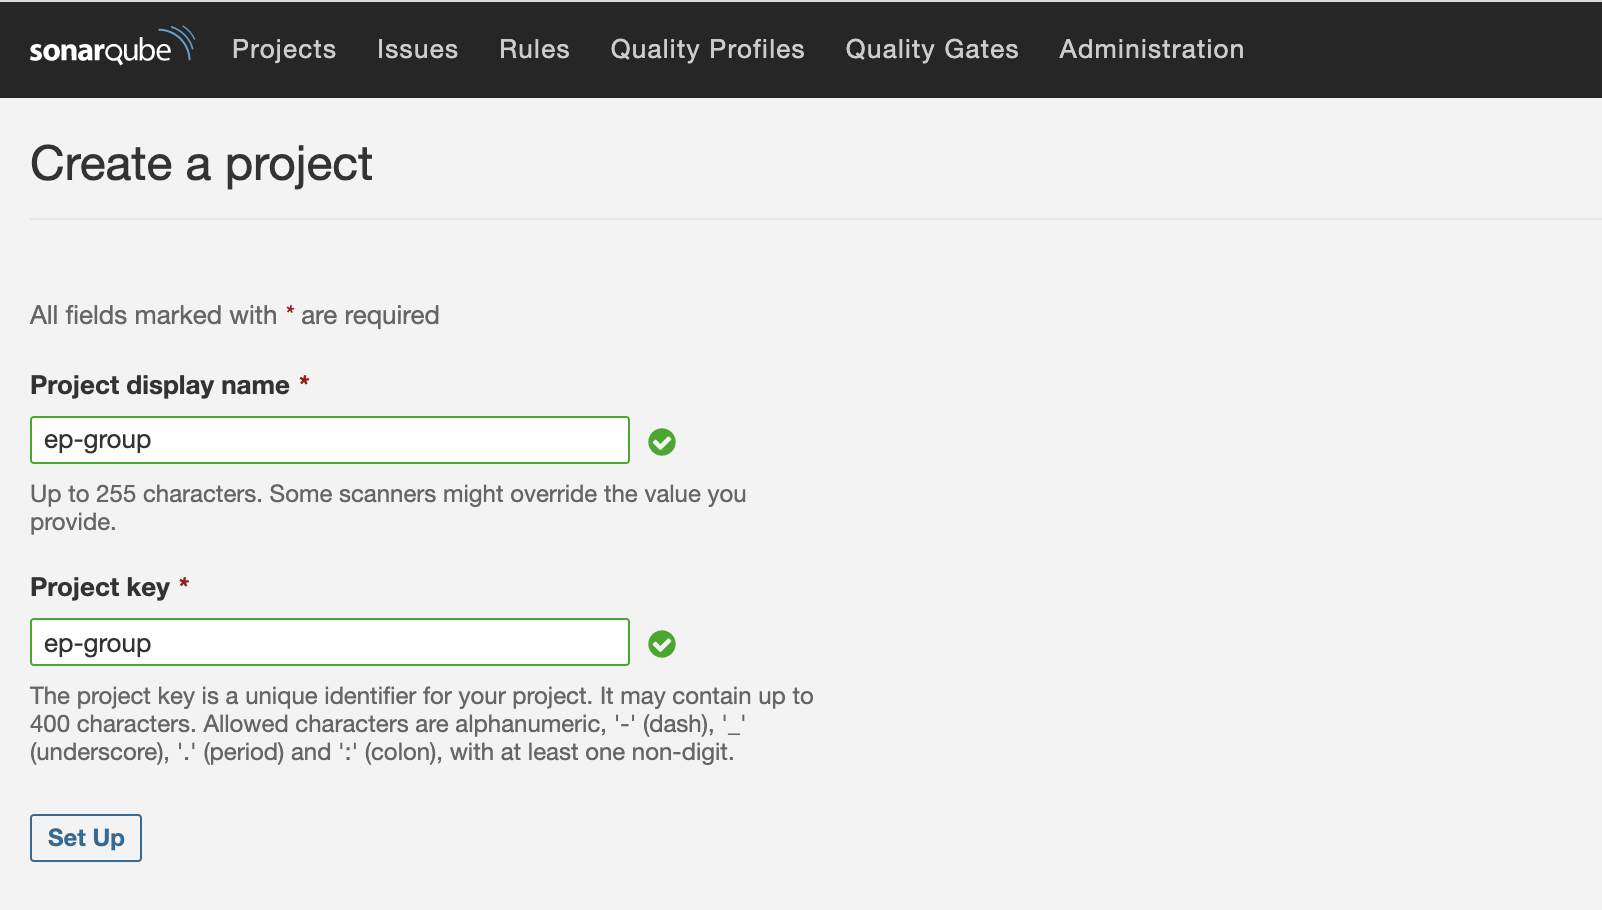 sonarqube Projects Issues Rules Quality Profiles Quality Gates Administration
Create a project
All fields marked with * are required
Project display name *
ep-group
Up to 255 characters. Some scanners might override the value you
provide.
Project key *
ep-group
The project key is a unique identifier for your project. It may contain up to
400 characters. Allowed characters are alphanumeric, '-' (dash), '_'
(underscore), '.' (period) and ':' (colon), with at least one non-digit.
Set Up